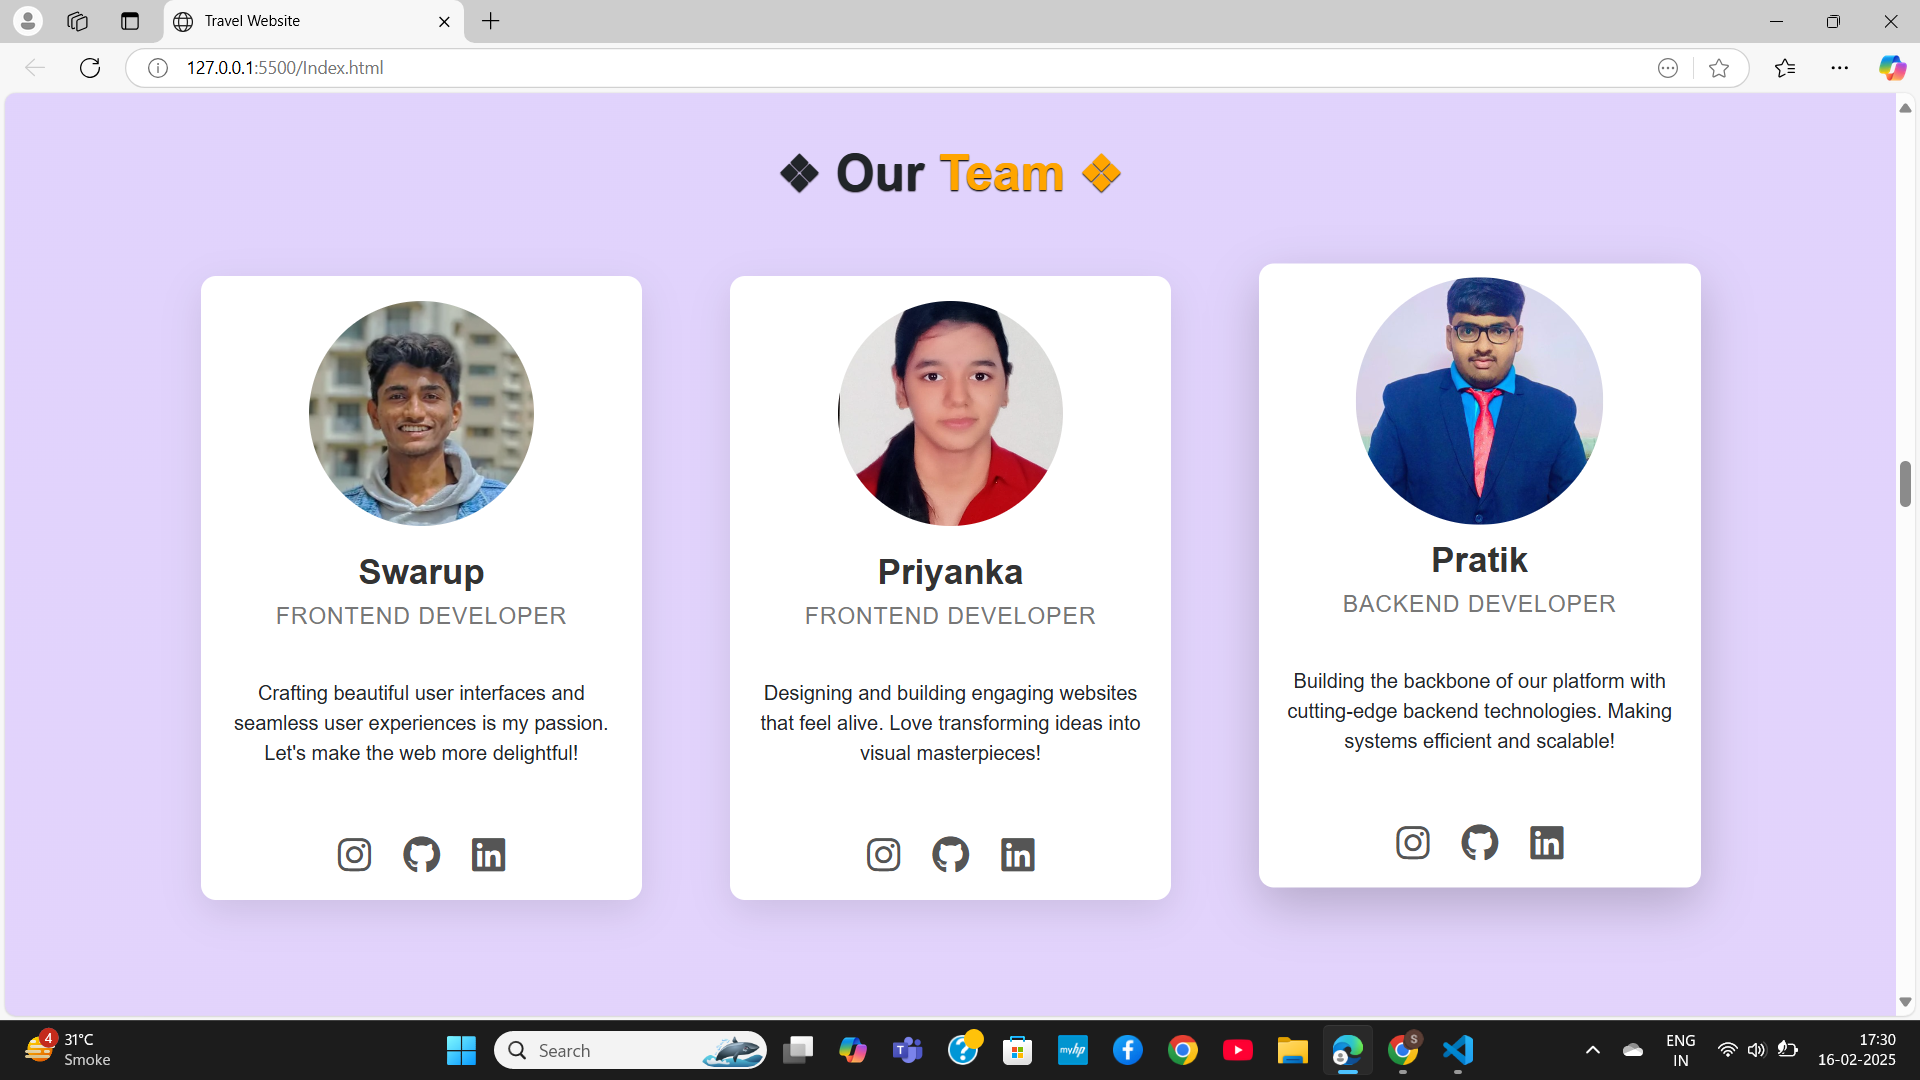 Travel Website
127.0.0.1:5500/Index.html
❖ Our Team ❖
Swarup
FRONTEND DEVELOPER
Crafting beautiful user interfaces and
seamless user experiences is my passion.
Let's make the web more delightful!
Priyanka
FRONTEND DEVELOPER
Designing and building engaging websites
that feel alive. Love transforming ideas into
visual masterpieces!
Pratik
BACKEND DEVELOPER
Building the backbone of our platform with
cutting-edge backend technologies. Making
systems efficient and scalable!
in
in
in
4
31°C
Smoke
Search
T
?
myhp
f
S
ENG
IN
17:30
16-02-2025